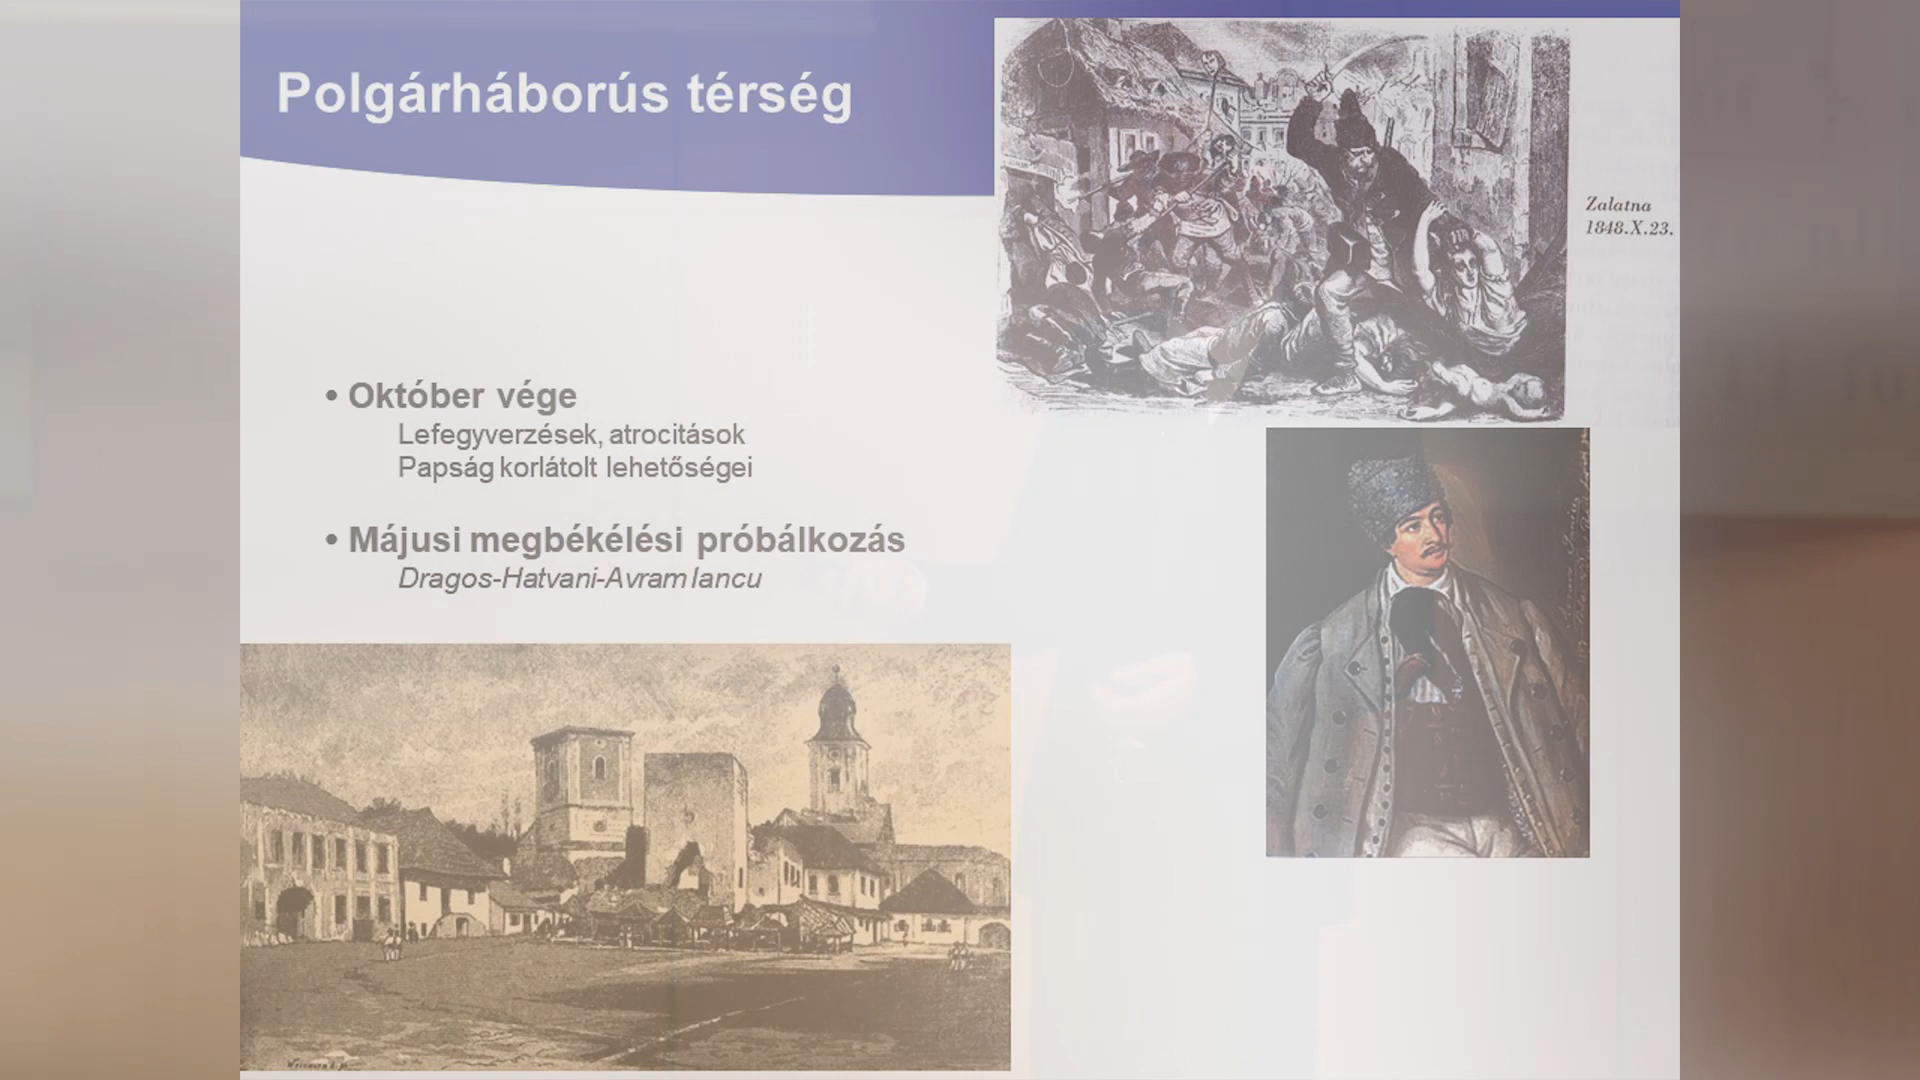 Polgárháborús térség
Zalatna
1848.X.23.
• Október vége
Lefegyverzések, atrocitások
Papság korlátolt lehetőségei
• Májusi megbékélési próbálkozás
Dragos-Hatvani-Avram Iancu